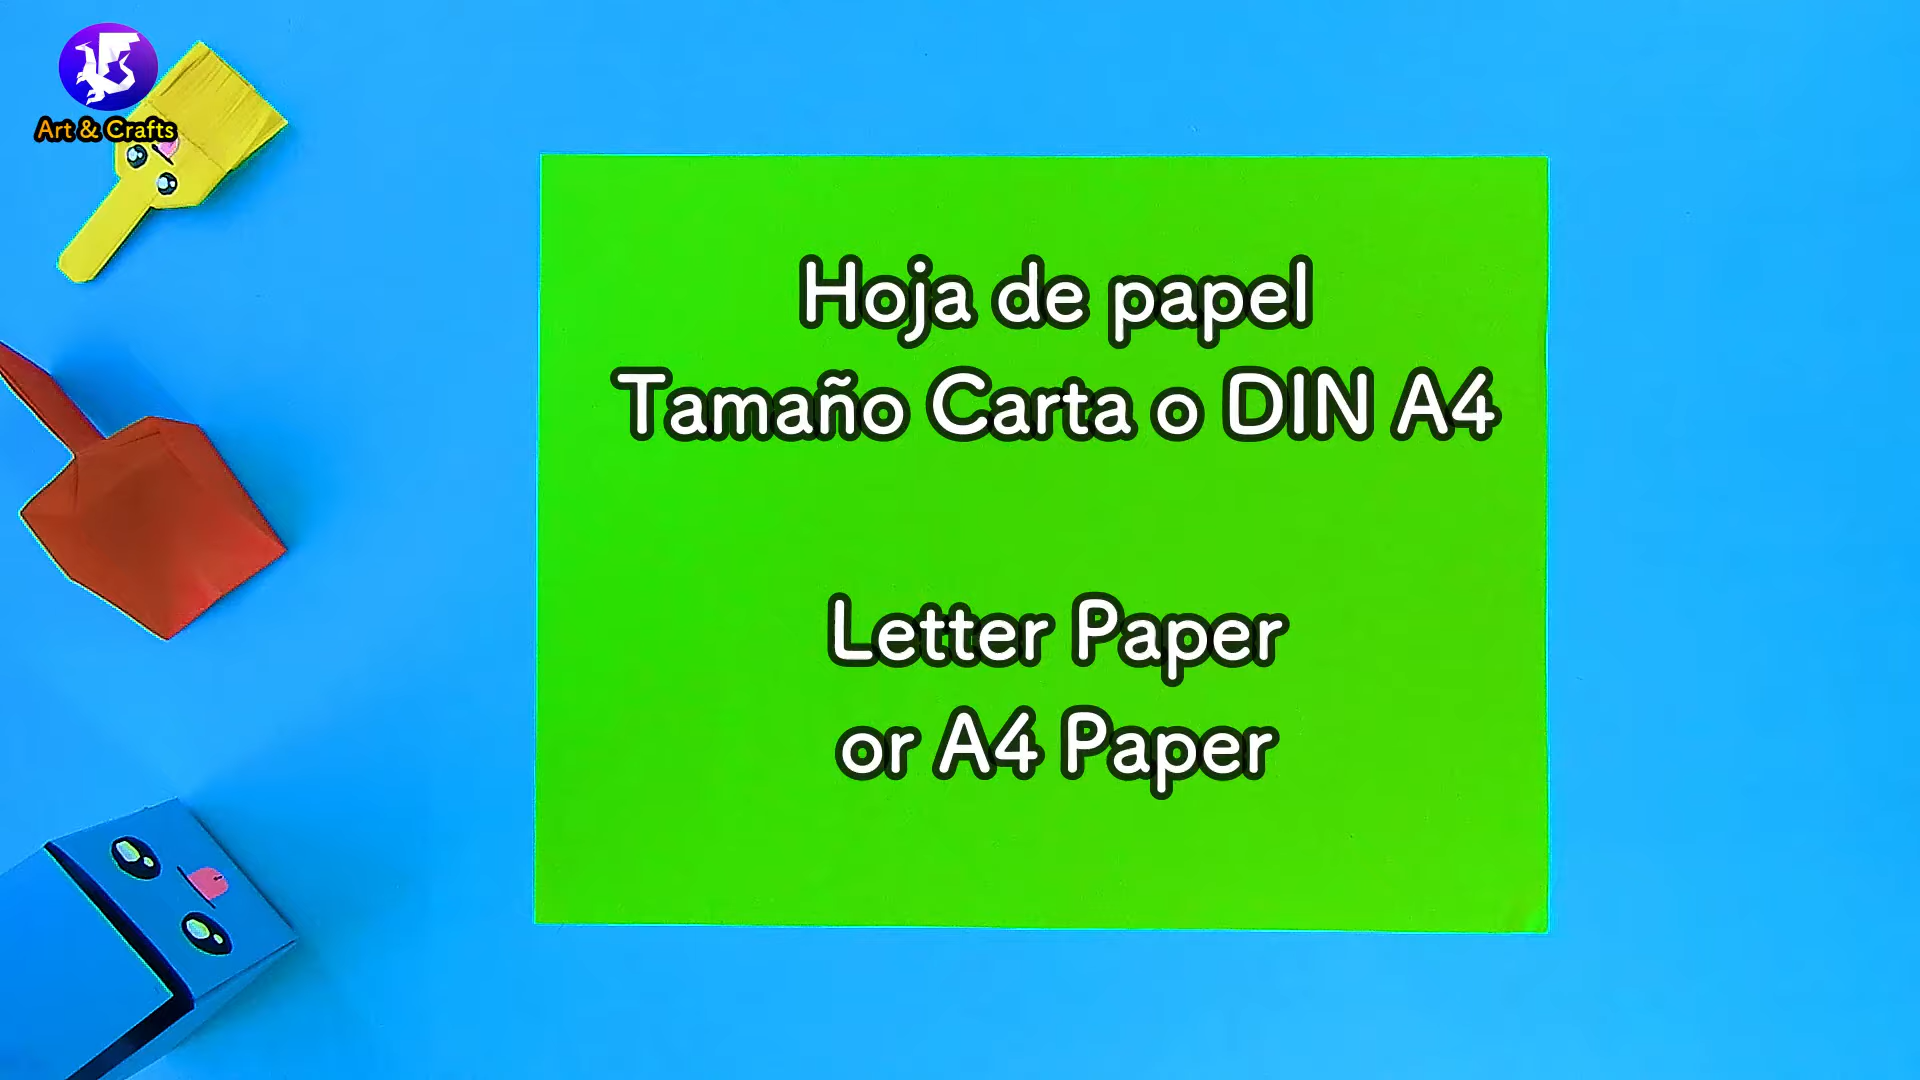 Art & Crafts
Hoja de papel
Tamaño Carta o DIN A4
Letter Paper
or A4 Paper